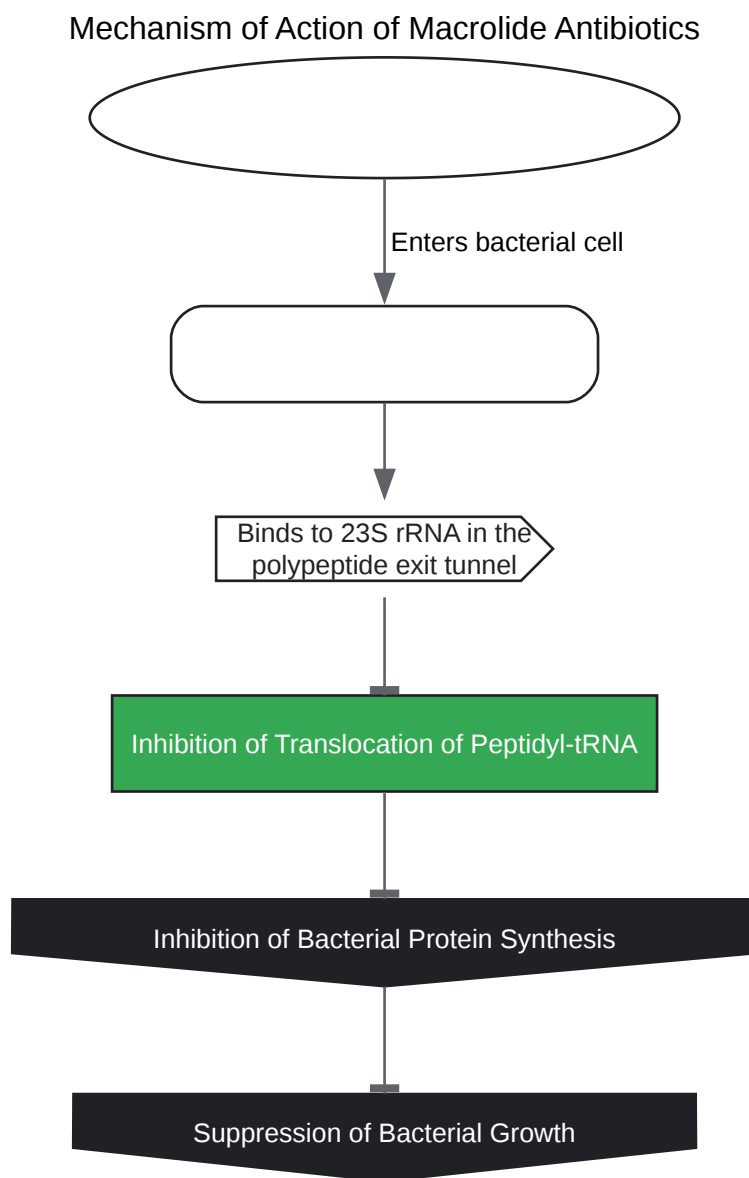 Mechanism of Action of Macrolide Antibiotics
Enters bacterial cell
Binds to 23S rRNA in the
polypeptide exit tunnel
Inhibition of Translocation of Peptidyl-tRNA
Inhibition of Bacterial Protein Synthesis
Suppression of Bacterial Growth